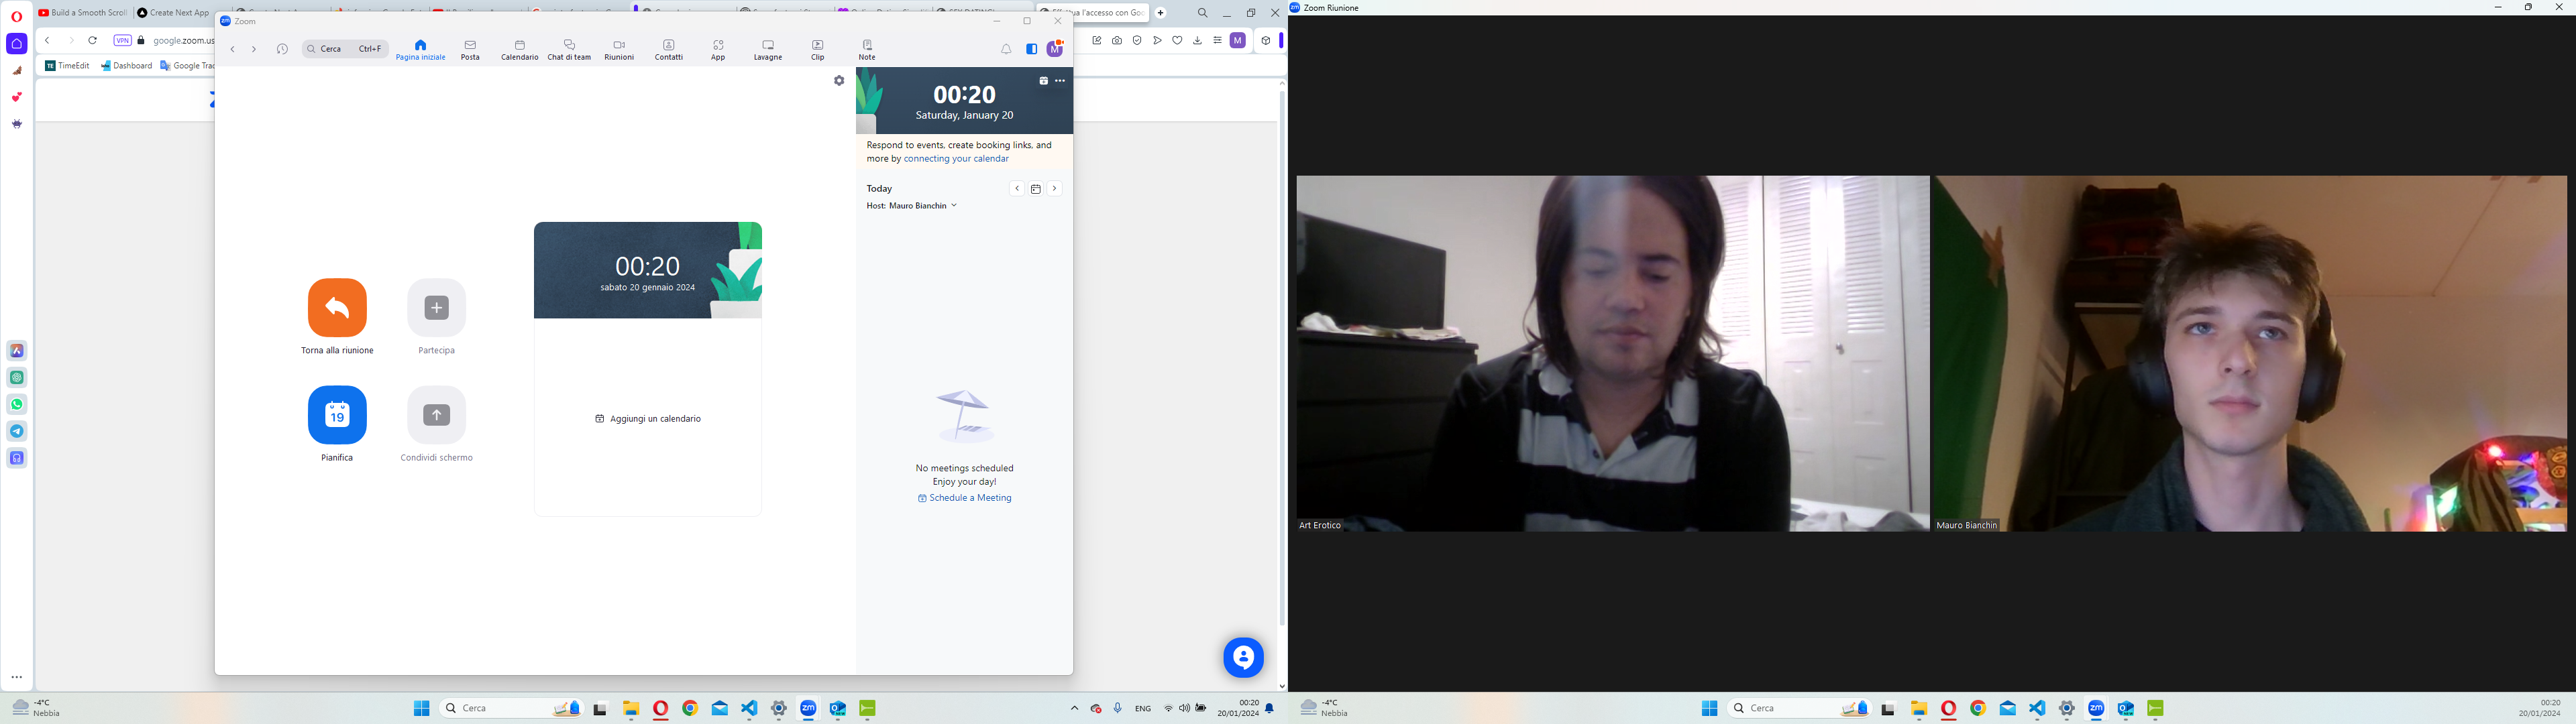 Build a Smooth Scroll
Create Next App
Effettua l'accesso con Goo
Zoom
VPN
google.zoom.us
TimeEdit
Dashboard
Google Trad
Cerca
Ctrl+F
Pagina iniziale
Posta
Calendario
Chat di team
Riunioni
Contatti
App
Lavagne
Clip
Note
M
M
00:20
Saturday, January 20
Respond to events, create booking links, and
more by connecting your calendar
Today
Host: Mauro Bianchin
No meetings scheduled
Enjoy your day!
Schedule a Meeting
Torna alla riunione
Partecipa
19
Pianifica
Condividi schermo
00:20
sabato 20 gennaio 2024
Aggiungi un calendario
-4°C
Nebbia
Cerca
ENG
00:20
20/01/2024
Zoom Riunione
Art Erotico
Mauro Bianchin
-4°C
Nebbia
Cerca
00:20
20/01/2024